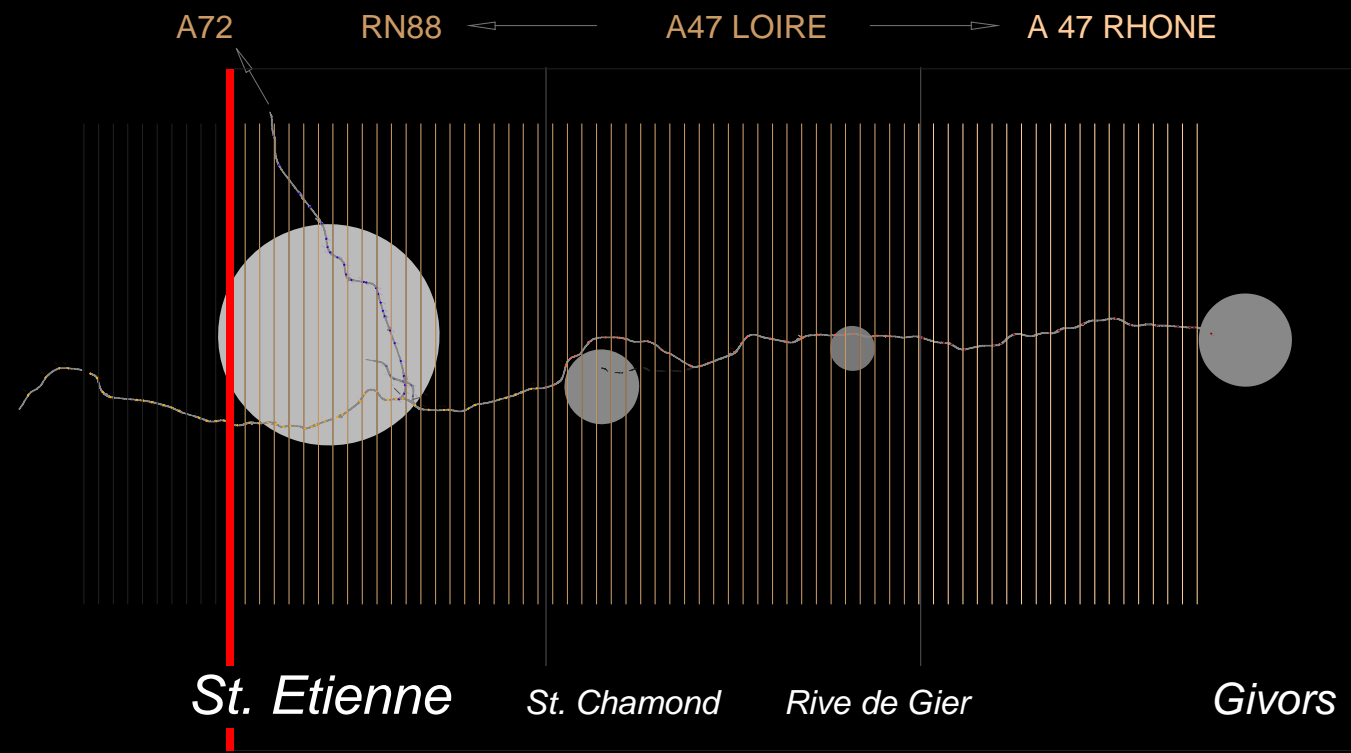 A72 RN88 A47 LOIRE A 47 RHONE
St. Etienne St. Chamond Rive de Gier Givors